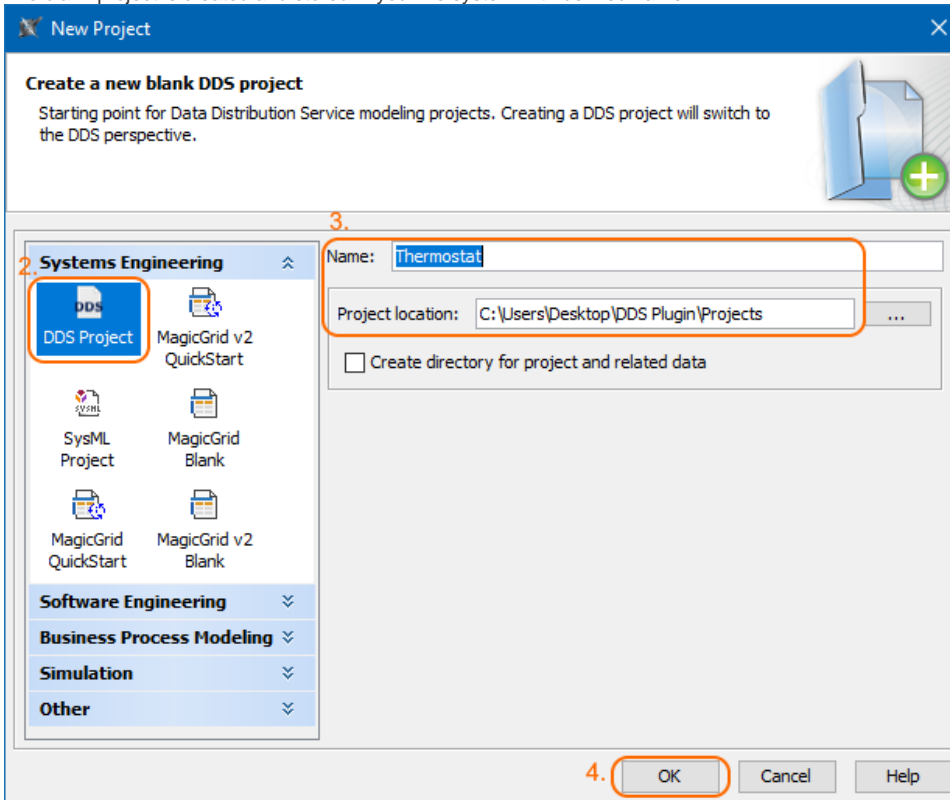 New Project
Create a new blank DDS project
Starting point for Data Distribution Service modeling projects. Creating a DDS project will switch to
the DDS perspective.
3.
2.
Systems Engineering
Name: Thermostat
DDS
DDS Project
MagicGrid v2
QuickStart
Project location: C:\Users\Desktop\DDS Plugin\Projects
...
Create directory for project and related data
SYSML
SysML
Project
MagicGrid
Blank
MagicGrid
QuickStart
MagicGrid v2
Blank
Software Engineering
Business Process Modeling
Simulation
Other
4.
OK
Cancel
Help